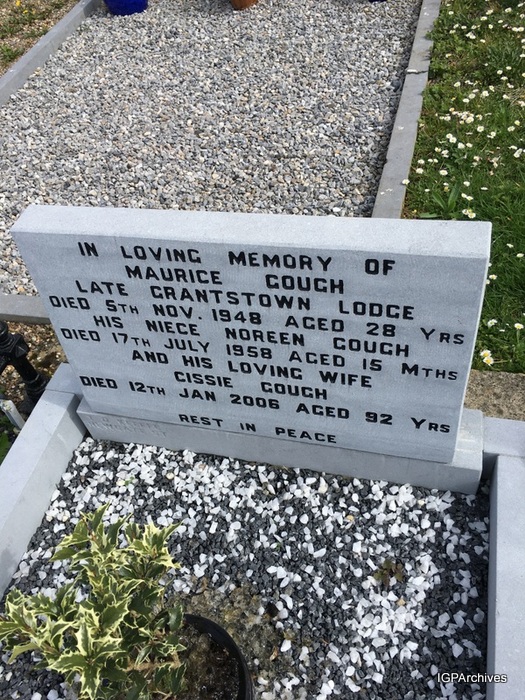 IN LOVING MEMORY OF
MAURICE GOUGH
LATE GRANTSTOWN LODGE
DIED 5TH NOV. 1948 AGED 28 YRS
HIS NIECE NOREEN GOUGH
DIED 17TH JULY 1958 AGED 15 MTHS
AND HIS LOVING WIFE
CISSIE GOUGH
DIED 12TH JAN 2006 AGED 92 YRS
REST IN PEACE
IGPArchives